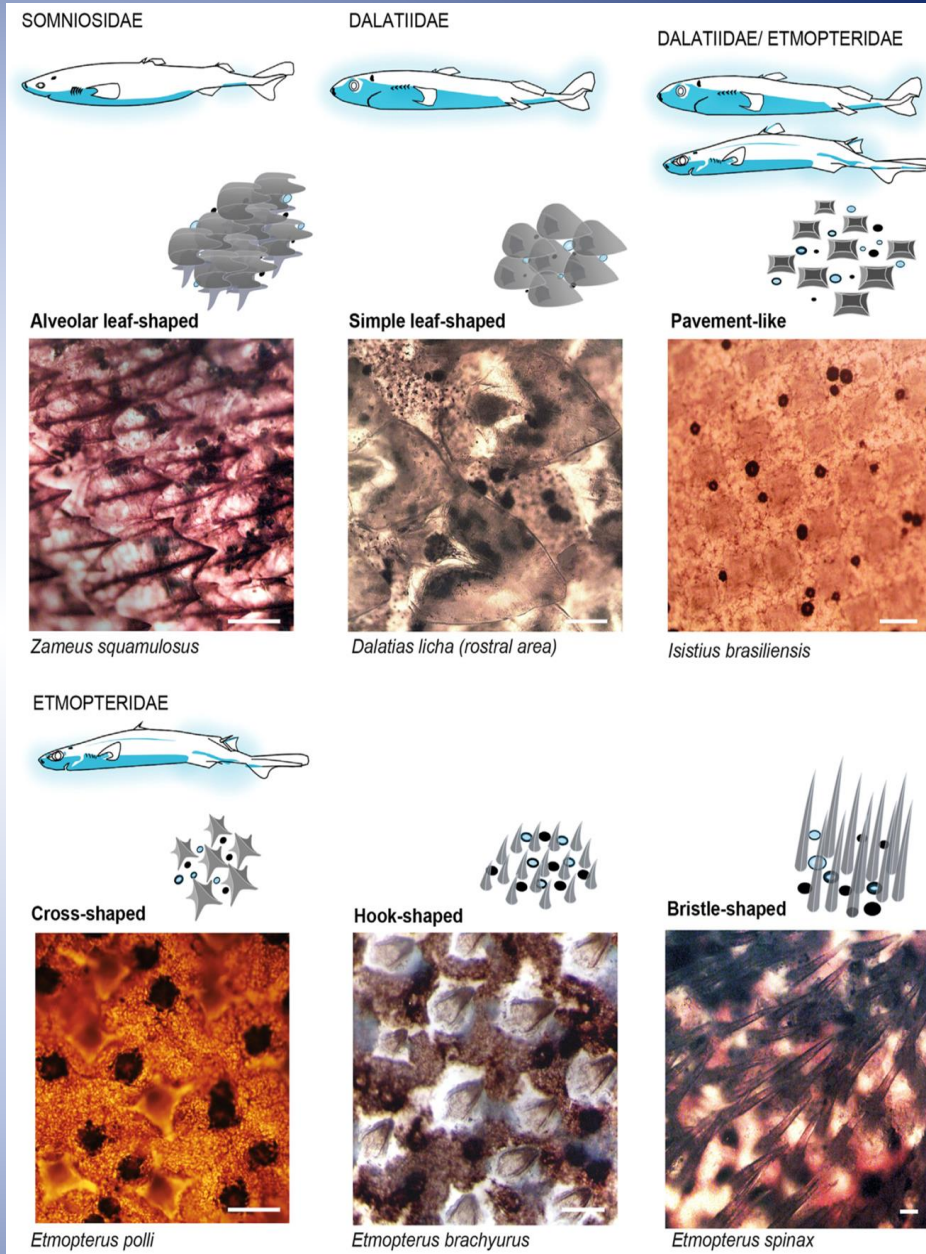 SOMNIOSIDAE
DALATIIDAE
DALATIIDAE/ ETMOPTERIDAE
Alveolar leaf-shaped
Simple leaf-shaped
Pavement-like
Zameus squamulosus
Dalatias licha (rostral area)
Isistius brasiliensis
ETMOPTERIDAE
Cross-shaped
Hook-shaped
Bristle-shaped
Etmopterus polli
Etmopterus brachyurus
Etmopterus spinax